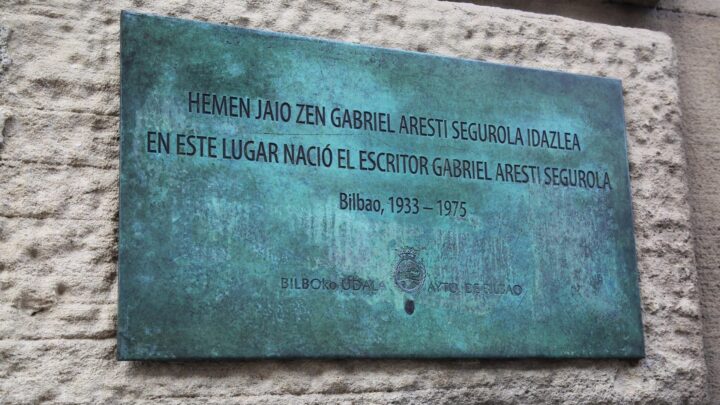 HEMEN JAIO ZEN GABRIEL ARESTI SEGUROLA IDAZLEA
EN ESTE LUGAR NACIÓ EL ESCRITOR GABRIEL ARESTI SEGUROLA
Bilbao, 1933 – 1975
BILBOKO UDALA AYTO. DE BILBAO